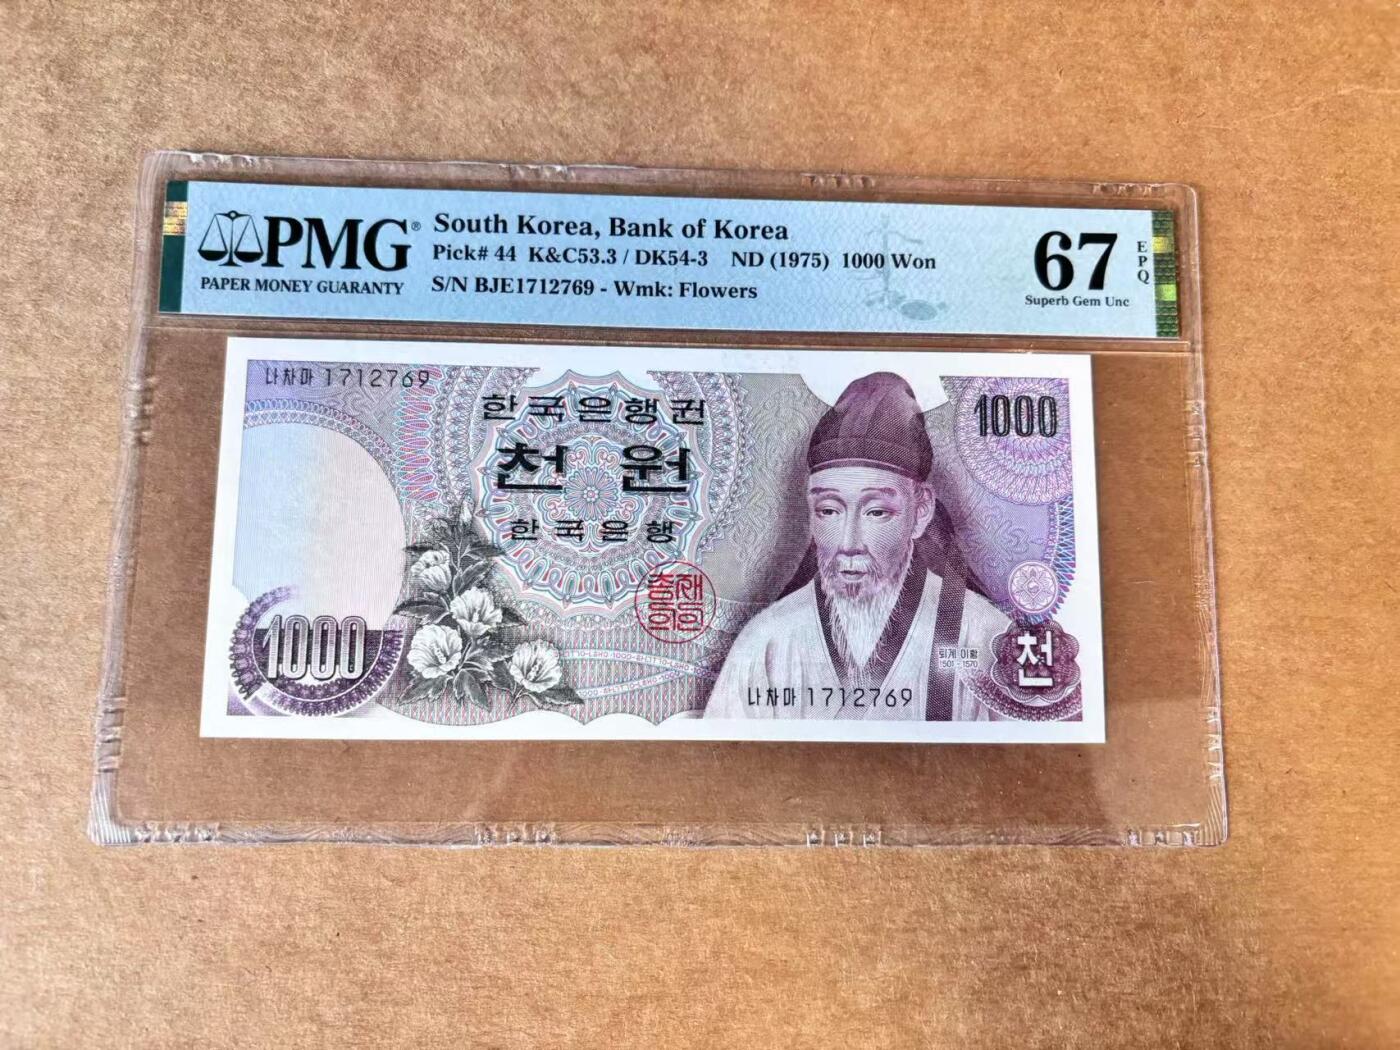 PMG®
PAPER MONEY GUARANTY
South Korea, Bank of Korea
Pick# 44 K&C53.3 / DK54-3 ND (1975) 1000 Won
S/N BJE1712769 - Wmk: Flowers
67
EPQ
Superb Gem Unc
나차마 1712769
한국은행권
천 원
한국은행
1000
1000
퇴계 이황
1501 - 1570
천
나차마 1712769